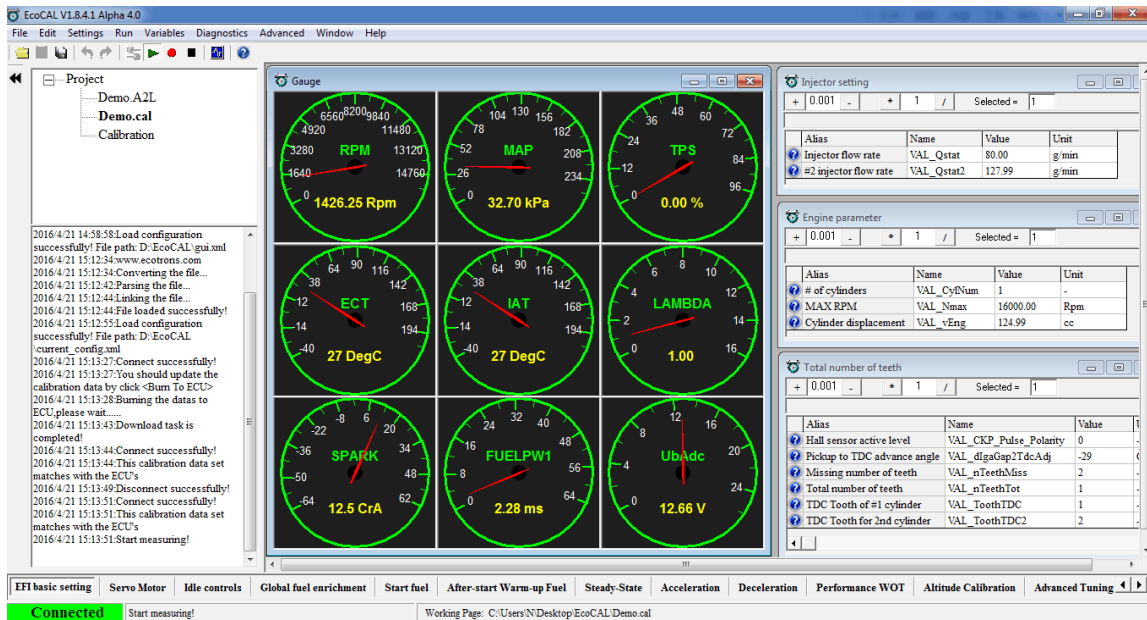 EcoCAL V1.8.4.1 Alpha 4.0
File Edit Settings Run Variables Diagnostics Advanced Window Help
Project
Demo.A2L
Demo.cal
Calibration
2016/4/21 14:58:58:Load configuration
successfully! File path: D:\EcoCAL\gui.xml
2016/4/21 15:12:34:www.ecotrons.com
2016/4/21 15:12:34:Converting the file...
2016/4/21 15:12:42:Parsing the file...
2016/4/21 15:12:44:Linking the file...
2016/4/21 15:12:44:File loaded successfully!
2016/4/21 15:12:55:Load configuration
successfully! File path: D:\EcoCAL
\current_config.xml
2016/4/21 15:13:27:Connect successfully!
2016/4/21 15:13:27:You should update the
calibration data by click <Burn To ECU>
2016/4/21 15:13:28:Burning the datas to
ECU,please wait......
2016/4/21 15:13:43:Download task is
completed!
2016/4/21 15:13:44:Connect successfully!
2016/4/21 15:13:44:This calibration data set
matches with the ECU's
2016/4/21 15:13:49:Disconnect successfully!
2016/4/21 15:13:51:Connect successfully!
2016/4/21 15:13:51:This calibration data set
matches with the ECU's
2016/4/21 15:13:51:Start measuring!
Gauge
0 1640 3280 4920 6560 8200 9840 11480 13120 14760
RPM
1426.25 Rpm
0 26 52 78 104 130 156 182 208 234
MAP
32.70 kPa
0 12 24 36 48 60 72 84 96
TPS
0.00 %
-40 -14 12 38 64 90 116 142 168 194
ECT
27 DegC
-40 -14 12 38 64 90 116 142 168 194
IAT
27 DegC
0 2 4 6 8 10 12 14 16
LAMBDA
1.00
-64 -50 -36 -22 -8 6 20 34 48 62
SPARK
12.5 CrA
0 8 16 24 32 40 48 56 64
FUELPW1
2.28 ms
0 4 8 12 16 20 24
UbAdc
12.66 V
Injector setting
+ 0.001 - * 1 / Selected = 1
Alias Name Value Unit
Injector flow rate VAL_Qstat 80.00 g/min
#2 injector flow rate VAL_Qstat2 127.99 g/min
Engine parameter
+ 0.001 - * 1 / Selected = 1
Alias Name Value Unit
# of cylinders VAL_CylNum 1 -
MAX RPM VAL_Nmax 16000.00 Rpm
Cylinder displacement VAL_vEng 124.99 cc
Total number of teeth
+ 0.001 - * 1 / Selected = 1
Alias Name Value
Hall sensor active level VAL_CKP_Pulse_Polarity 0 -
Pickup to TDC advance angle VAL_dIgaGap2TdcAdj -29
Missing number of teeth VAL_nTeethMiss 2 -
Total number of teeth VAL_nTeethTot 1 -
TDC Tooth of #1 cylinder VAL_ToothTDC 1 -
TDC Tooth for 2nd cylinder VAL_ToothTDC2 2 -
EFI basic setting Servo Motor Idle controls Global fuel enrichment Start fuel After-start Warm-up Fuel Steady-State Acceleration Deceleration Performance WOT Altitude Calibration Advanced Tuning
Connected Start measuring! Working Page: C:\Users\N\Desktop\EcoCAL\Demo.cal